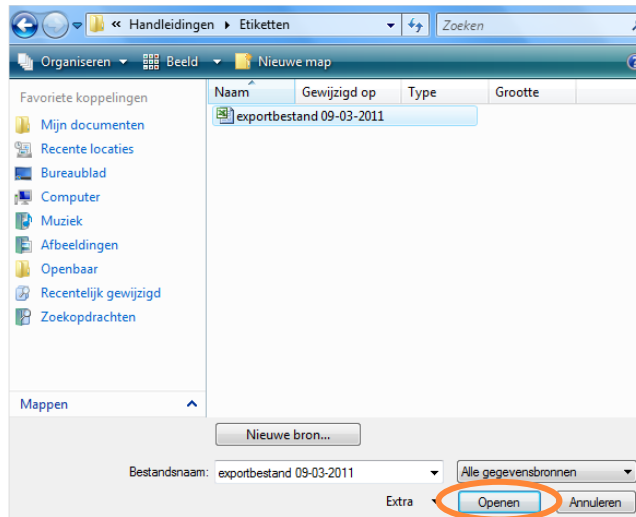 « Handleidingen ▸ Etiketten Zoeken
Organiseren Beeld Nieuwe map
Favoriete koppelingen
Naam Gewijzigd op Type Grootte
Mijn documenten
exportbestand 09-03-2011
Recente locaties
Bureaublad
Computer
Muziek
Afbeeldingen
Openbaar
Recentelijk gewijzigd
Zoekopdrachten
Mappen
Nieuwe bron...
Bestandsnaam: exportbestand 09-03-2011 Alle gegevensbronnen
Extra Openen Annuleren